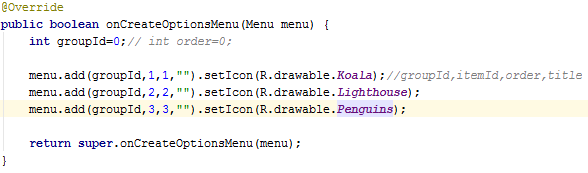 @Override
public boolean onCreateOptionsMenu(Menu menu) {
    int groupId=0;// int order=0;
    menu.add(groupId,1,1,"").setIcon(R.drawable.Koala);//groupId,itemId,order,title
    menu.add(groupId,2,2,"").setIcon(R.drawable.Lighthouse);
    menu.add(groupId,3,3,"").setIcon(R.drawable.Penguins);
    return super.onCreateOptionsMenu(menu);
}